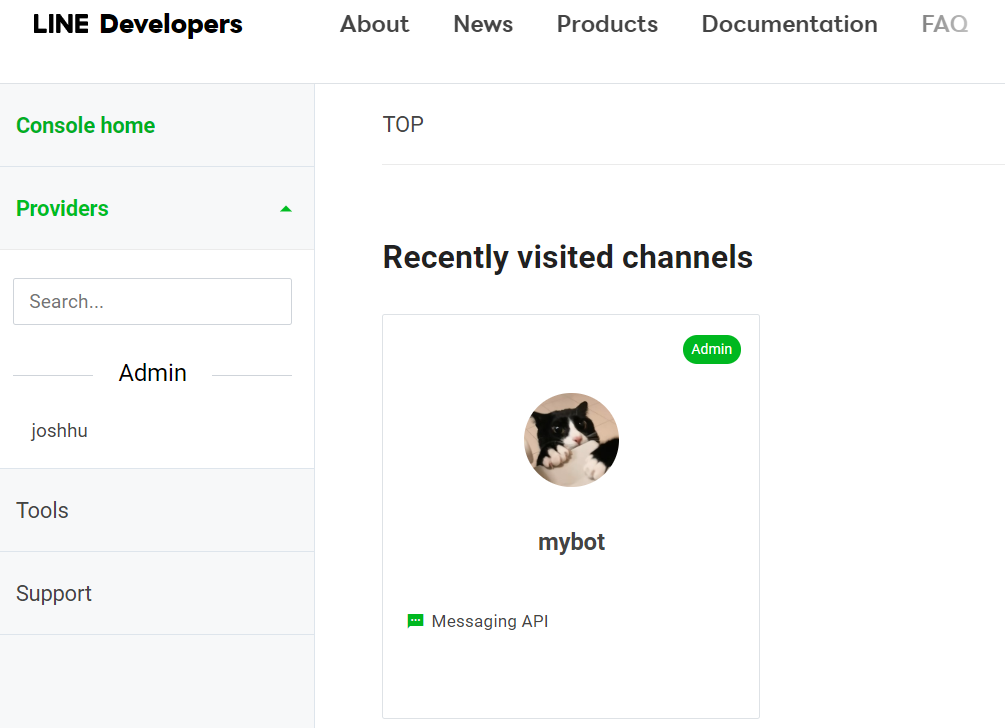 LINE Developers About News Products Documentation FAQ
Console home
Providers
Search...
Admin
joshhu
Tools
Support
TOP
Recently visited channels
Admin
mybot
Messaging API